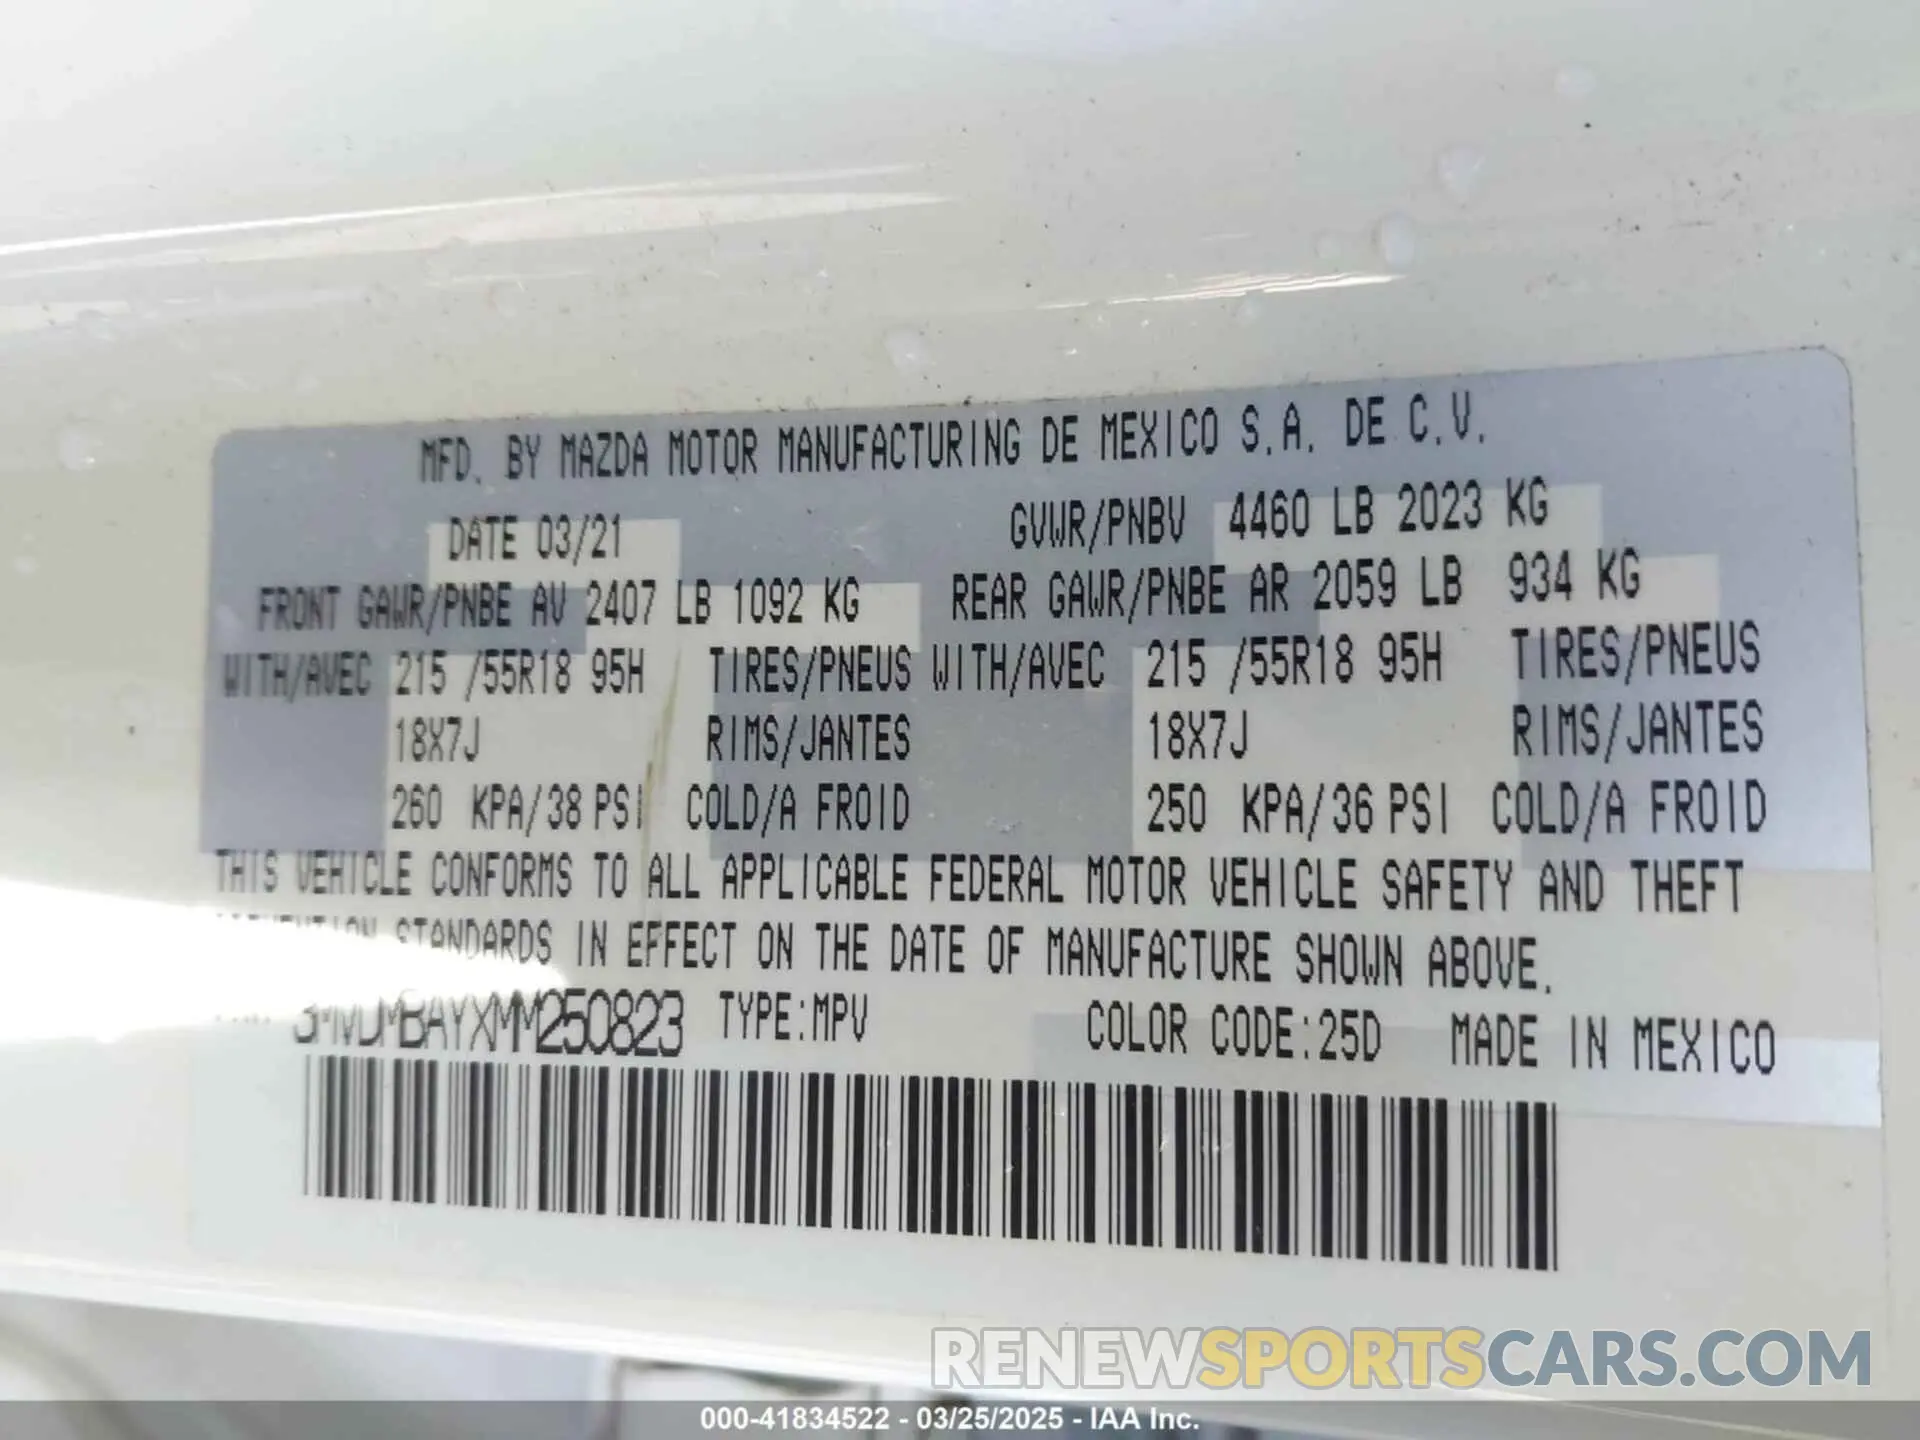 MFD. BY MAZDA MOTOR MANUFACTURING DE MEXICO S.A. DE C.V.
DATE 03/21 GVWR/PNBV 4460 LB 2023 KG
FRONT GAWR/PNBE AV 2407 LB 1092 KG REAR GAWR/PNBE AR 2059 LB 934 KG
WITH/AVEC 215 /55R18 95H TIRES/PNEUS WITH/AVEC 215 /55R18 95H TIRES/PNEUS
18X7J RIMS/JANTES 18X7J RIMS/JANTES
260 KPA/38 PSI COLD/A FROID 250 KPA/36 PSI COLD/A FROID
THIS VEHICLE CONFORMS TO ALL APPLICABLE FEDERAL MOTOR VEHICLE SAFETY AND THEFT
STANDARDS IN EFFECT ON THE DATE OF MANUFACTURE SHOWN ABOVE.
3MVDMBAYXMM250823 TYPE:MPV COLOR CODE:25D MADE IN MEXICO
RENEWSPORTSCARS.COM
000-41834522 - 03/25/2025 - IAA Inc.